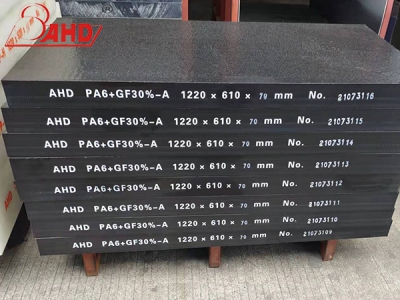 AHD
AHD PA6+GF30%-A 1220 × 610 × 70 mm No. 21073116
AHD PA6+GF30%-A 1220 × 610 × 70 mm No. 21073115
AHD PA6+GF30%-A 1220 × 610 × 70 mm No. 21073114
AHD PA6+GF30%-A 1220 × 610 × 70 mm No. 21073113
AHD PA6+GF30%-A 1220 × 610 × 70 mm No. 21073112
AHD PA6+GF30%-A 1220 × 610 × 70 mm No. 21073111
AHD PA6+GF30%-A 1220 × 610 × 70 mm No. 21073110
AHD PA6+GF30%-A 1220 × 610 × 70 mm No. 21073109